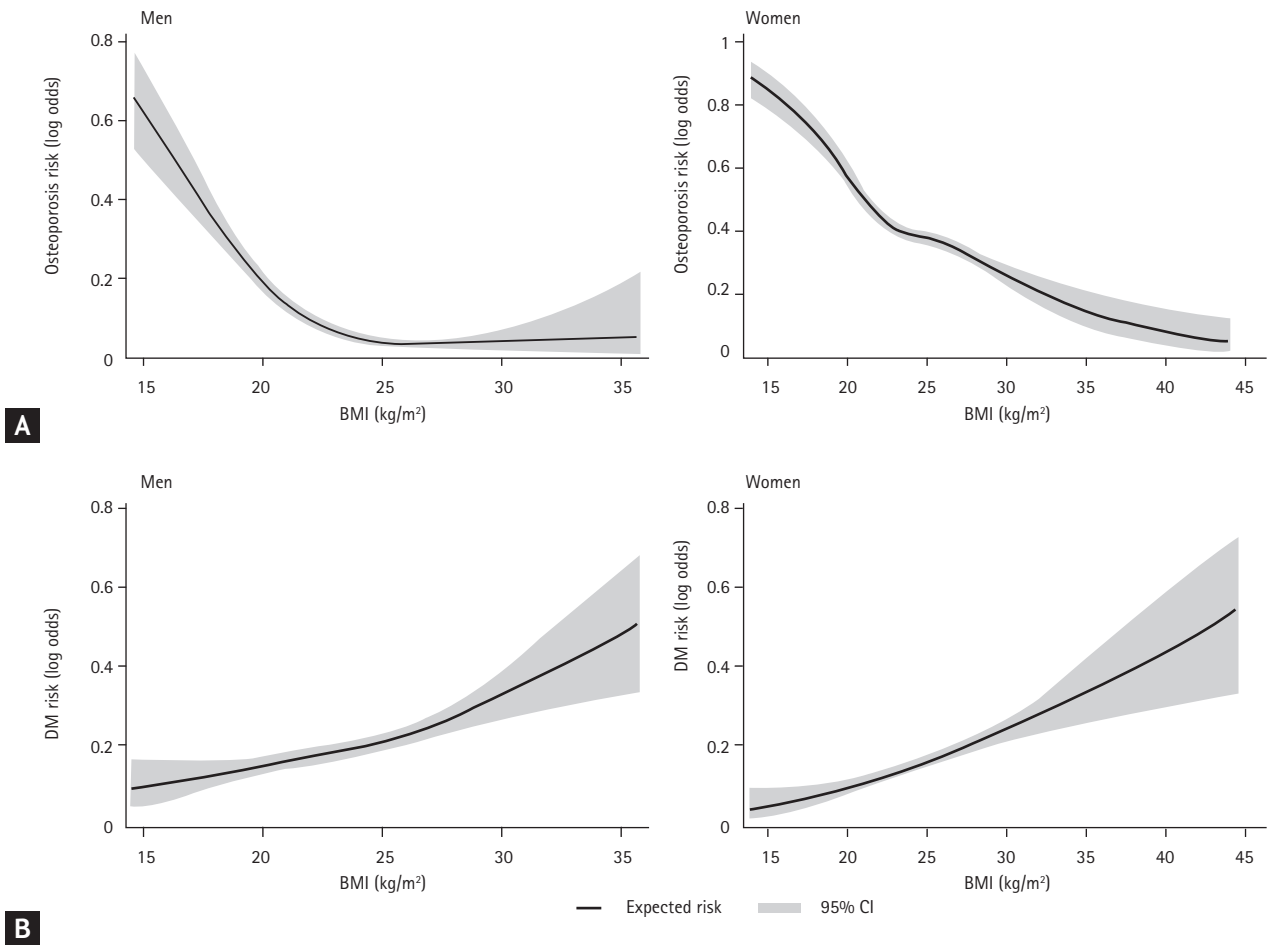 Men
Osteoporosis risk (log odds)
0.8
0.6
0.4
0.2
0
15 20 25 30 35
BMI (kg/m²)
Women
Osteoporosis risk (log odds)
1
0.8
0.6
0.4
0.2
0
15 20 25 30 35 40 45
BMI (kg/m²)
A
Men
DM risk (log odds)
0.8
0.6
0.4
0.2
0
15 20 25 30 35
BMI (kg/m²)
Women
DM risk (log odds)
0.8
0.6
0.4
0.2
0
15 20 25 30 35 40 45
BMI (kg/m²)
Expected risk 95% CI
B